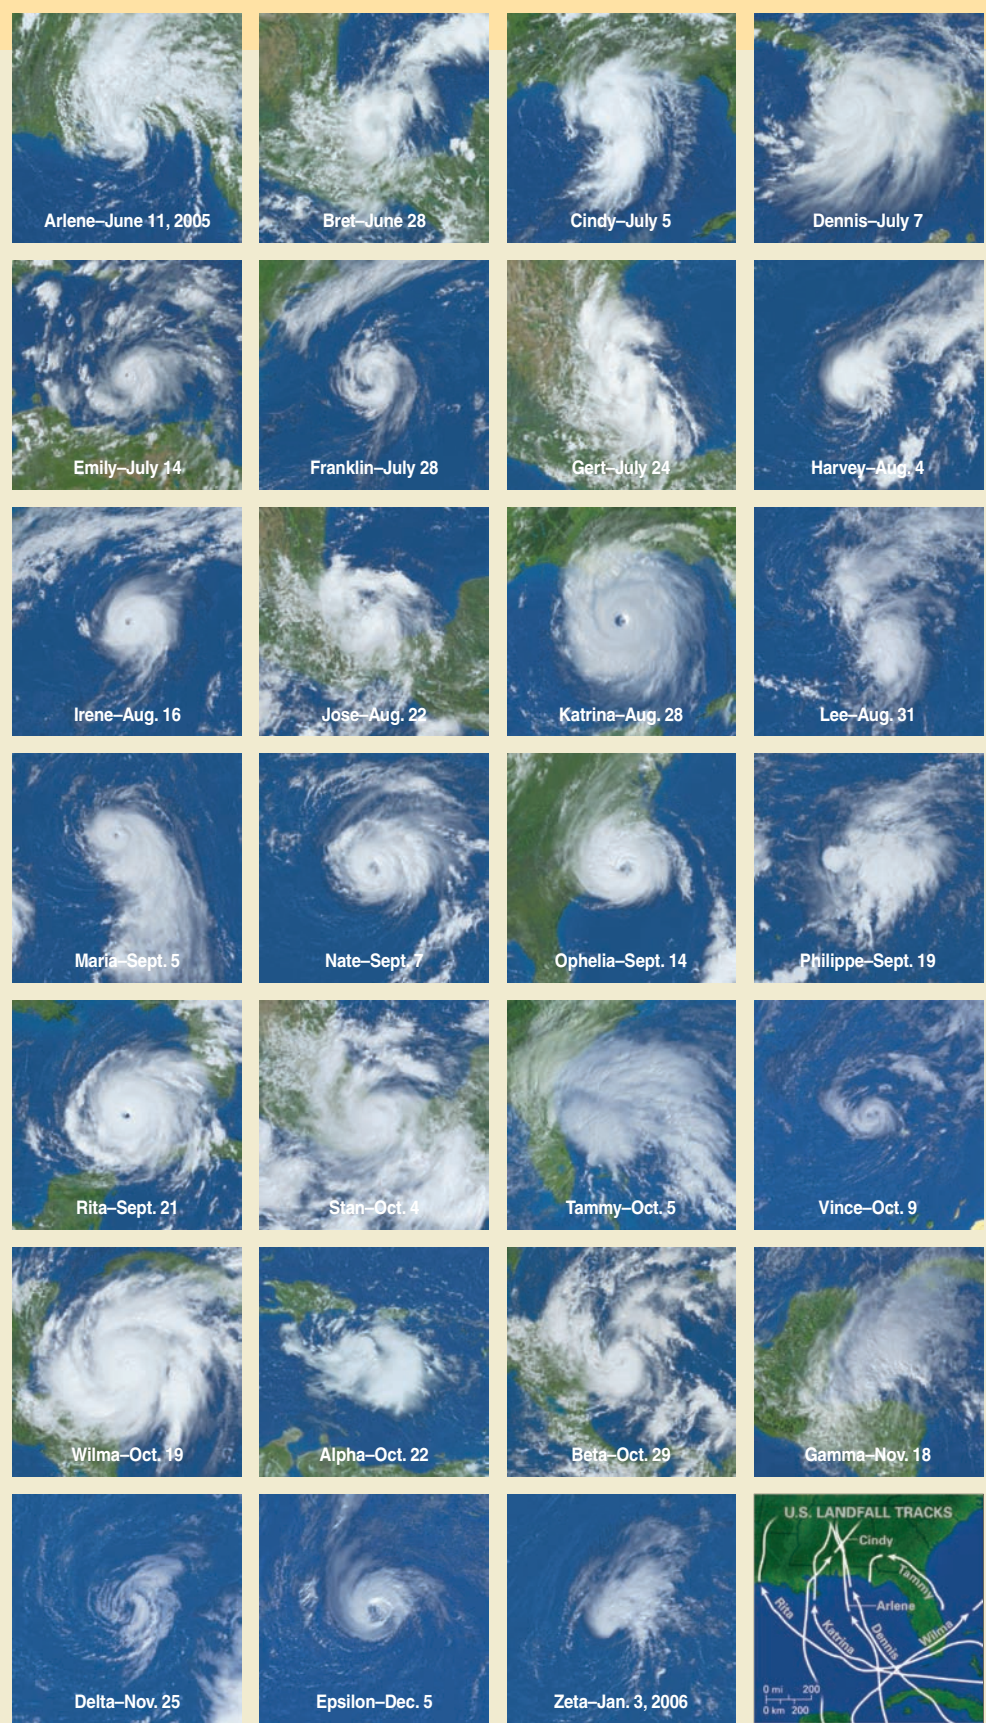 Arlene–June 11, 2005
Bret–June 28
Cindy–July 5
Dennis–July 7
Emily–July 14
Franklin–July 28
Gert–July 24
Harvey–Aug. 4
Irene–Aug. 16
Jose–Aug. 22
Katrina–Aug. 28
Lee–Aug. 31
Maria–Sept. 5
Nate–Sept. 7
Ophelia–Sept. 14
Philippe–Sept. 19
Rita–Sept. 21
Stan–Oct. 4
Tammy–Oct. 5
Vince–Oct. 9
Wilma–Oct. 19
Alpha–Oct. 22
Beta–Oct. 29
Gamma–Nov. 18
Delta–Nov. 25
Epsilon–Dec. 5
Zeta–Jan. 3, 2006
U.S. LANDFALL TRACKS
Cindy
Tammy
Arlene
Rita
Katrina
Dennis
Wilma
0 mi 200
0 km 200